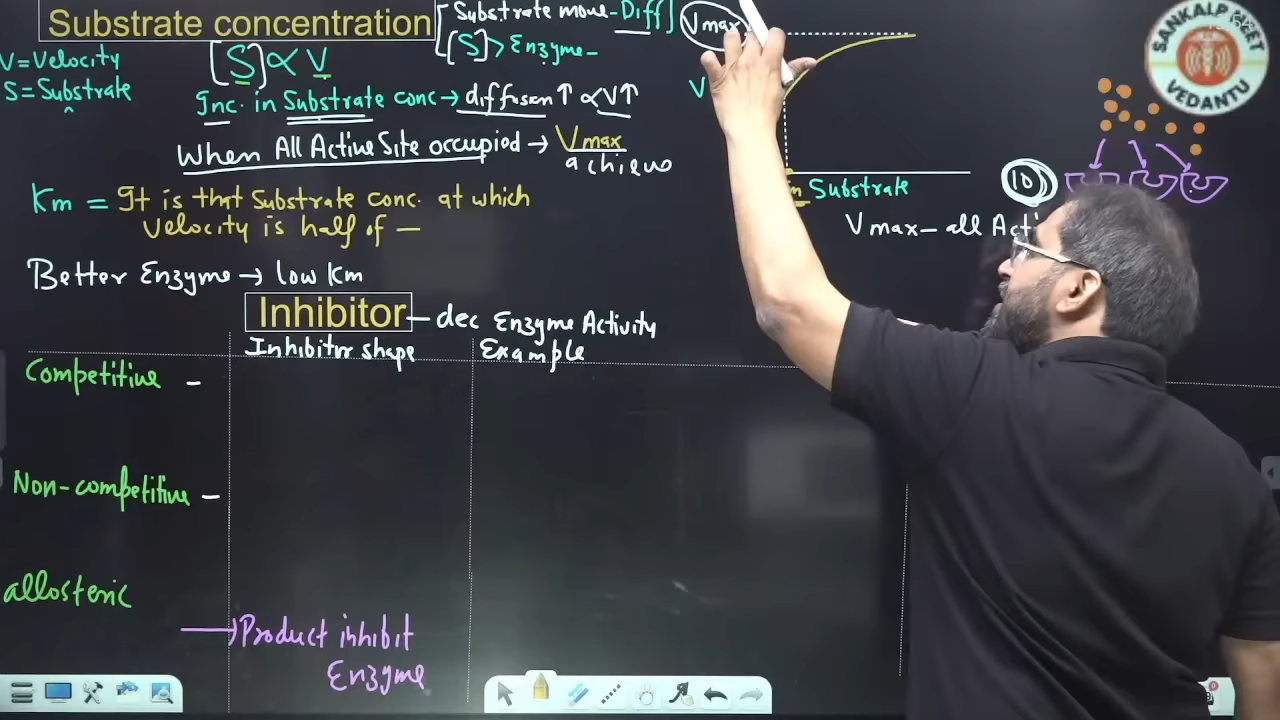 Substrate concentration
[Substrate move-Diff]
[S]>Enzyme-
V=Velocity
S=Substrate
[S]∝V
Inc. in Substrate conc→diffusion↑∝V↑
When All Active Site occupied→Vmax
achieve
Km = It is that Substrate conc. at which
Velocity is half of —
Better Enzyme→low Km
Inhibitor—dec Enzyme Activity
Inhibitor shape
Example
Competitive -
Non-competitive -
allosteric
→Product inhibit
Enzyme
Vmax
V
Substrate
10
Vmax—all Acti
SANKALP NEET
VEDANTU